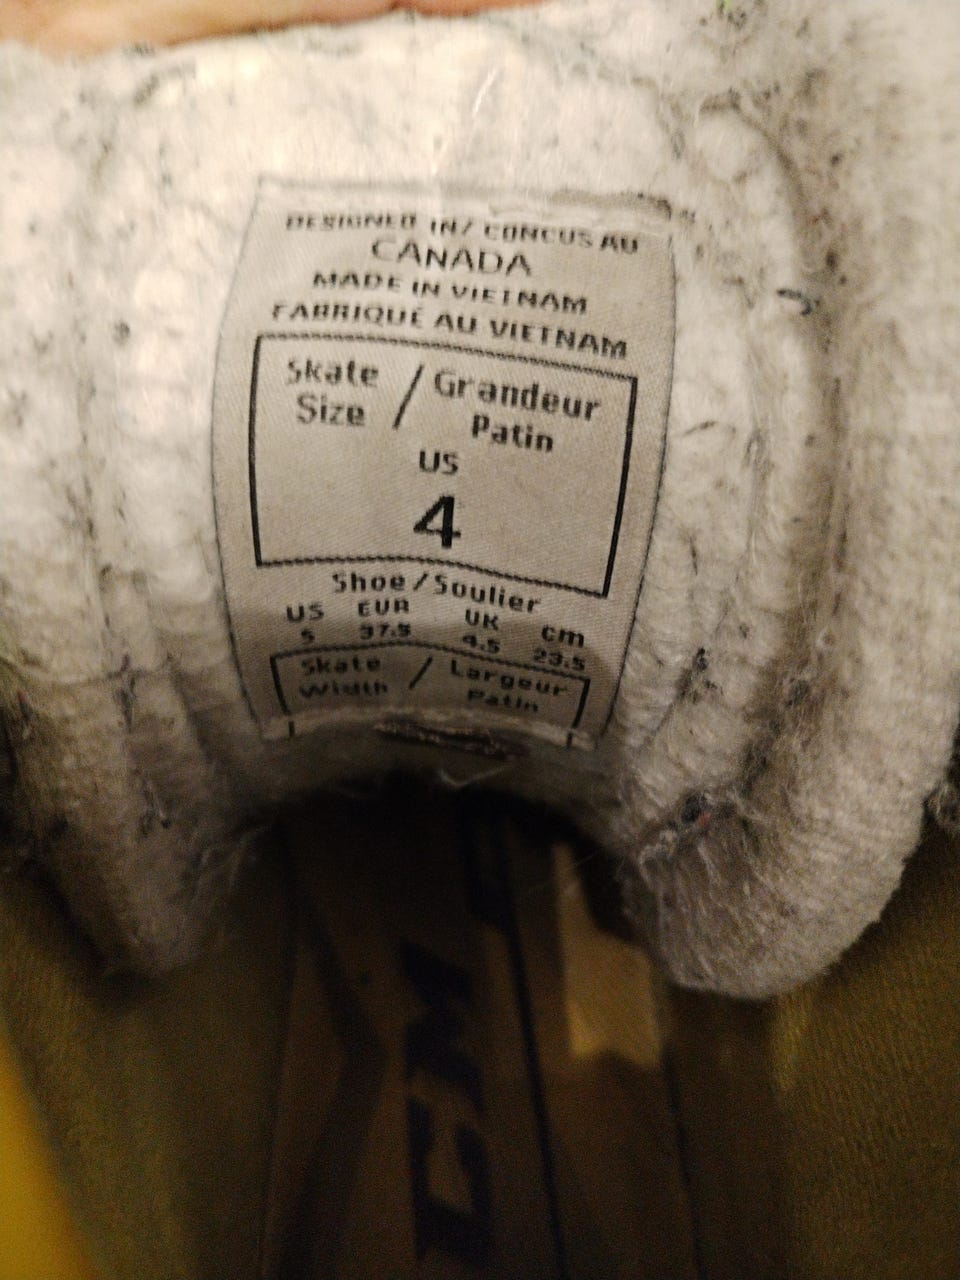 DESIGNED IN/ CONCUS AU
CANADA
MADE IN VIETNAM
FABRIQUÉ AU VIETNAM
Skate Size / Grandeur Patin
US
4
Shoe/Soulier
US EUR UK cm
5 37.5 4.5 23.5
Skate Width / Largeur Patin
CCM